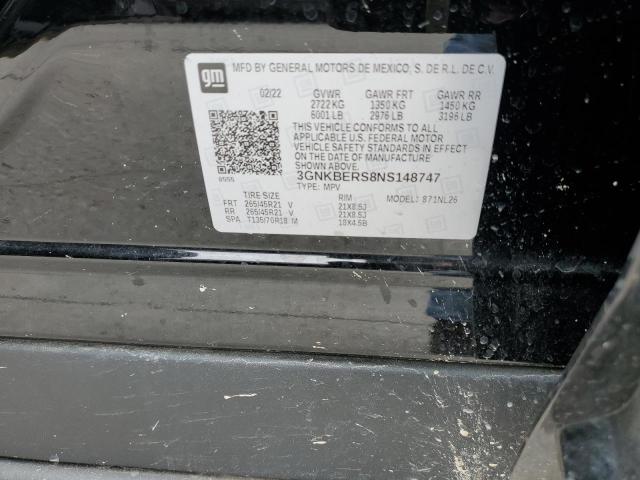 gm
MFD BY GENERAL MOTORS DE MEXICO, S. DE R.L. DE C.V.
02/22 GVWR GAWR FRT GAWR RR
2722 KG 1350 KG 1450 KG
6001 LB 2976 LB 3196 LB
THIS VEHICLE CONFORMS TO ALL
APPLICABLE U.S. FEDERAL MOTOR
VEHICLE SAFETY STANDARDS IN EFFECT
ON THE DATE OF MANUFACTURE
SHOWN ABOVE.
3GNKBERS8NS148747
TYPE: MPV MODEL: 871NL26
TIRE SIZE RIM
FRT 265/45R21 V 21X8.5J
RR 265/45R21 V 21X8.5J
SPA T135/70R18 M 18X4.5B